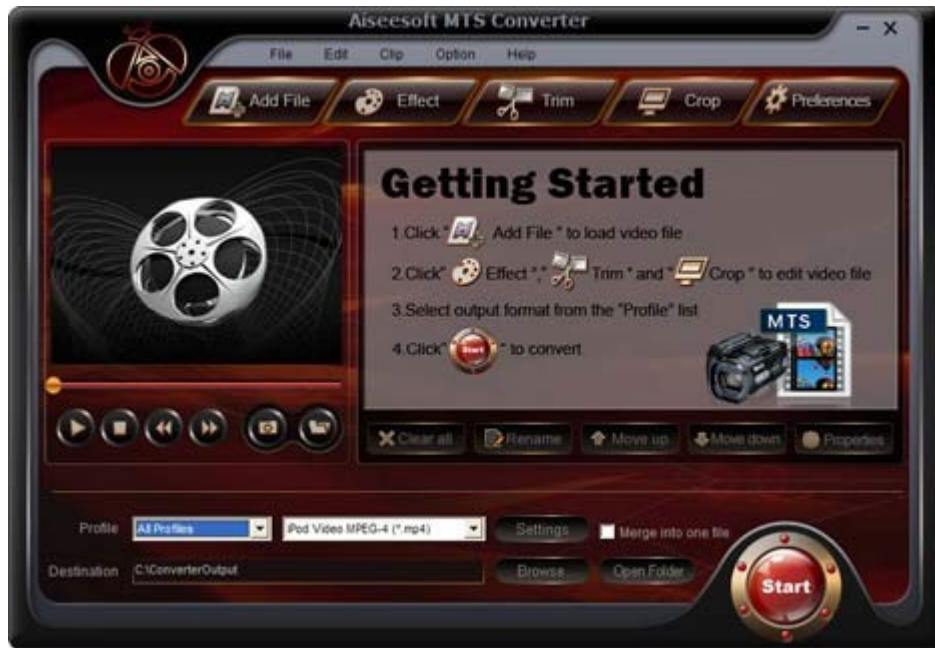 Aiseesoft MTS Converter
File Edit Clip Option Help
Add File Effect Trim Crop Preferences
Getting Started
1.Click " Add File " to load video file
2.Click" Effect "," Trim " and " Crop " to edit video file
3.Select output format from the "Profile" list
4.Click" Start " to convert
MTS
Clear all Rename Move up Move down Properties
Profile All Profiles iPod Video MPEG-4 (*.mp4) Settings Merge into one file
Destination C:\ConverterOutput Browse Open Folder
Start